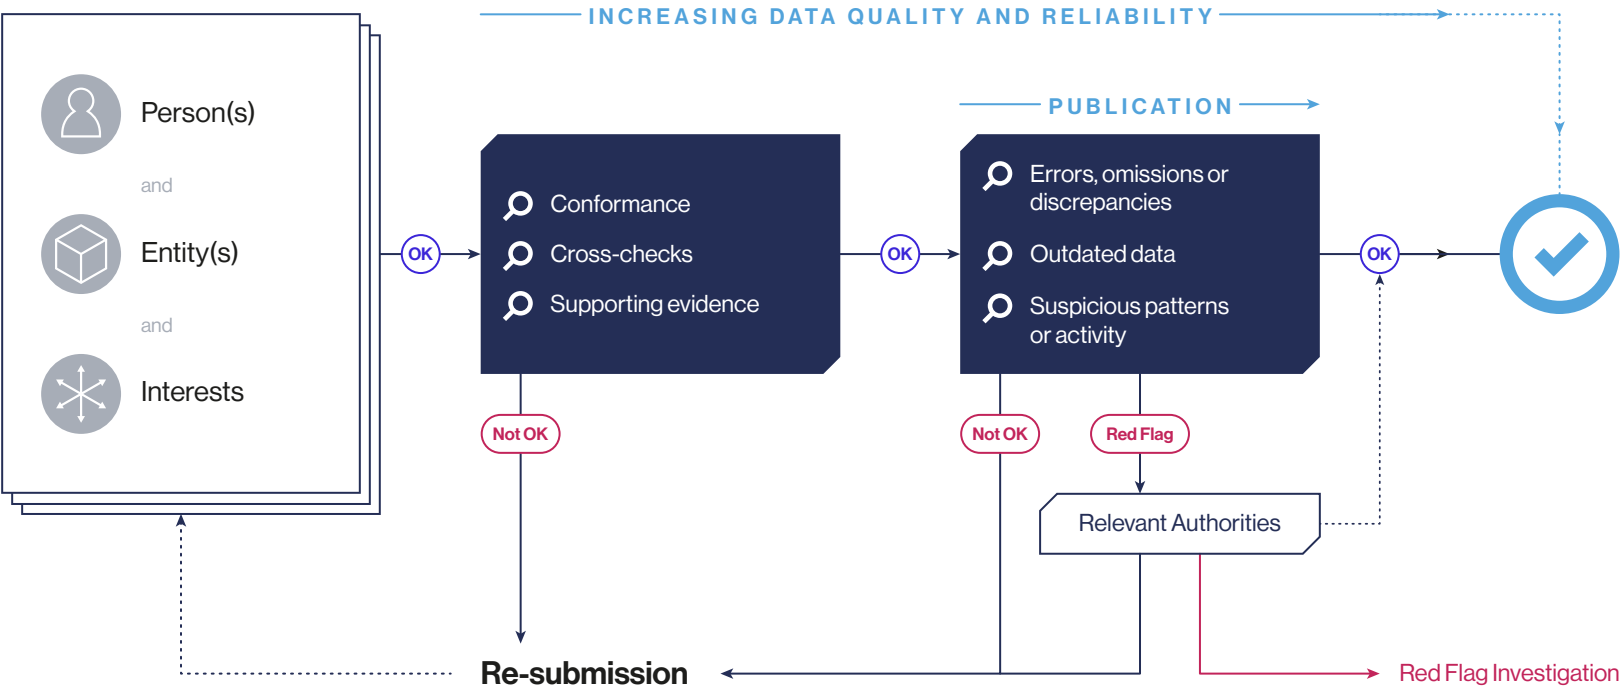 INCREASING DATA QUALITY AND RELIABILITY
PUBLICATION
Person(s)
and
Entity(s)
and
Interests
OK
Conformance
Cross-checks
Supporting evidence
OK
Errors, omissions or
discrepancies
Outdated data
Suspicious patterns
or activity
OK
Not OK
Not OK
Red Flag
Relevant Authorities
Re-submission
Red Flag Investigation